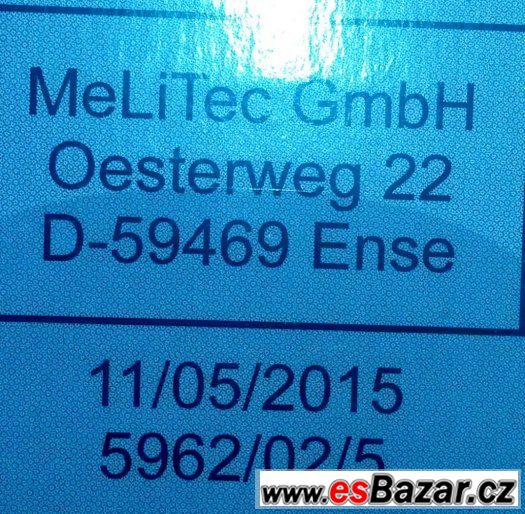 MeLiTec GmbH
Oesterweg 22
D-59469 Ense
11/05/2015
5962/02/5
www.esBazar.cz